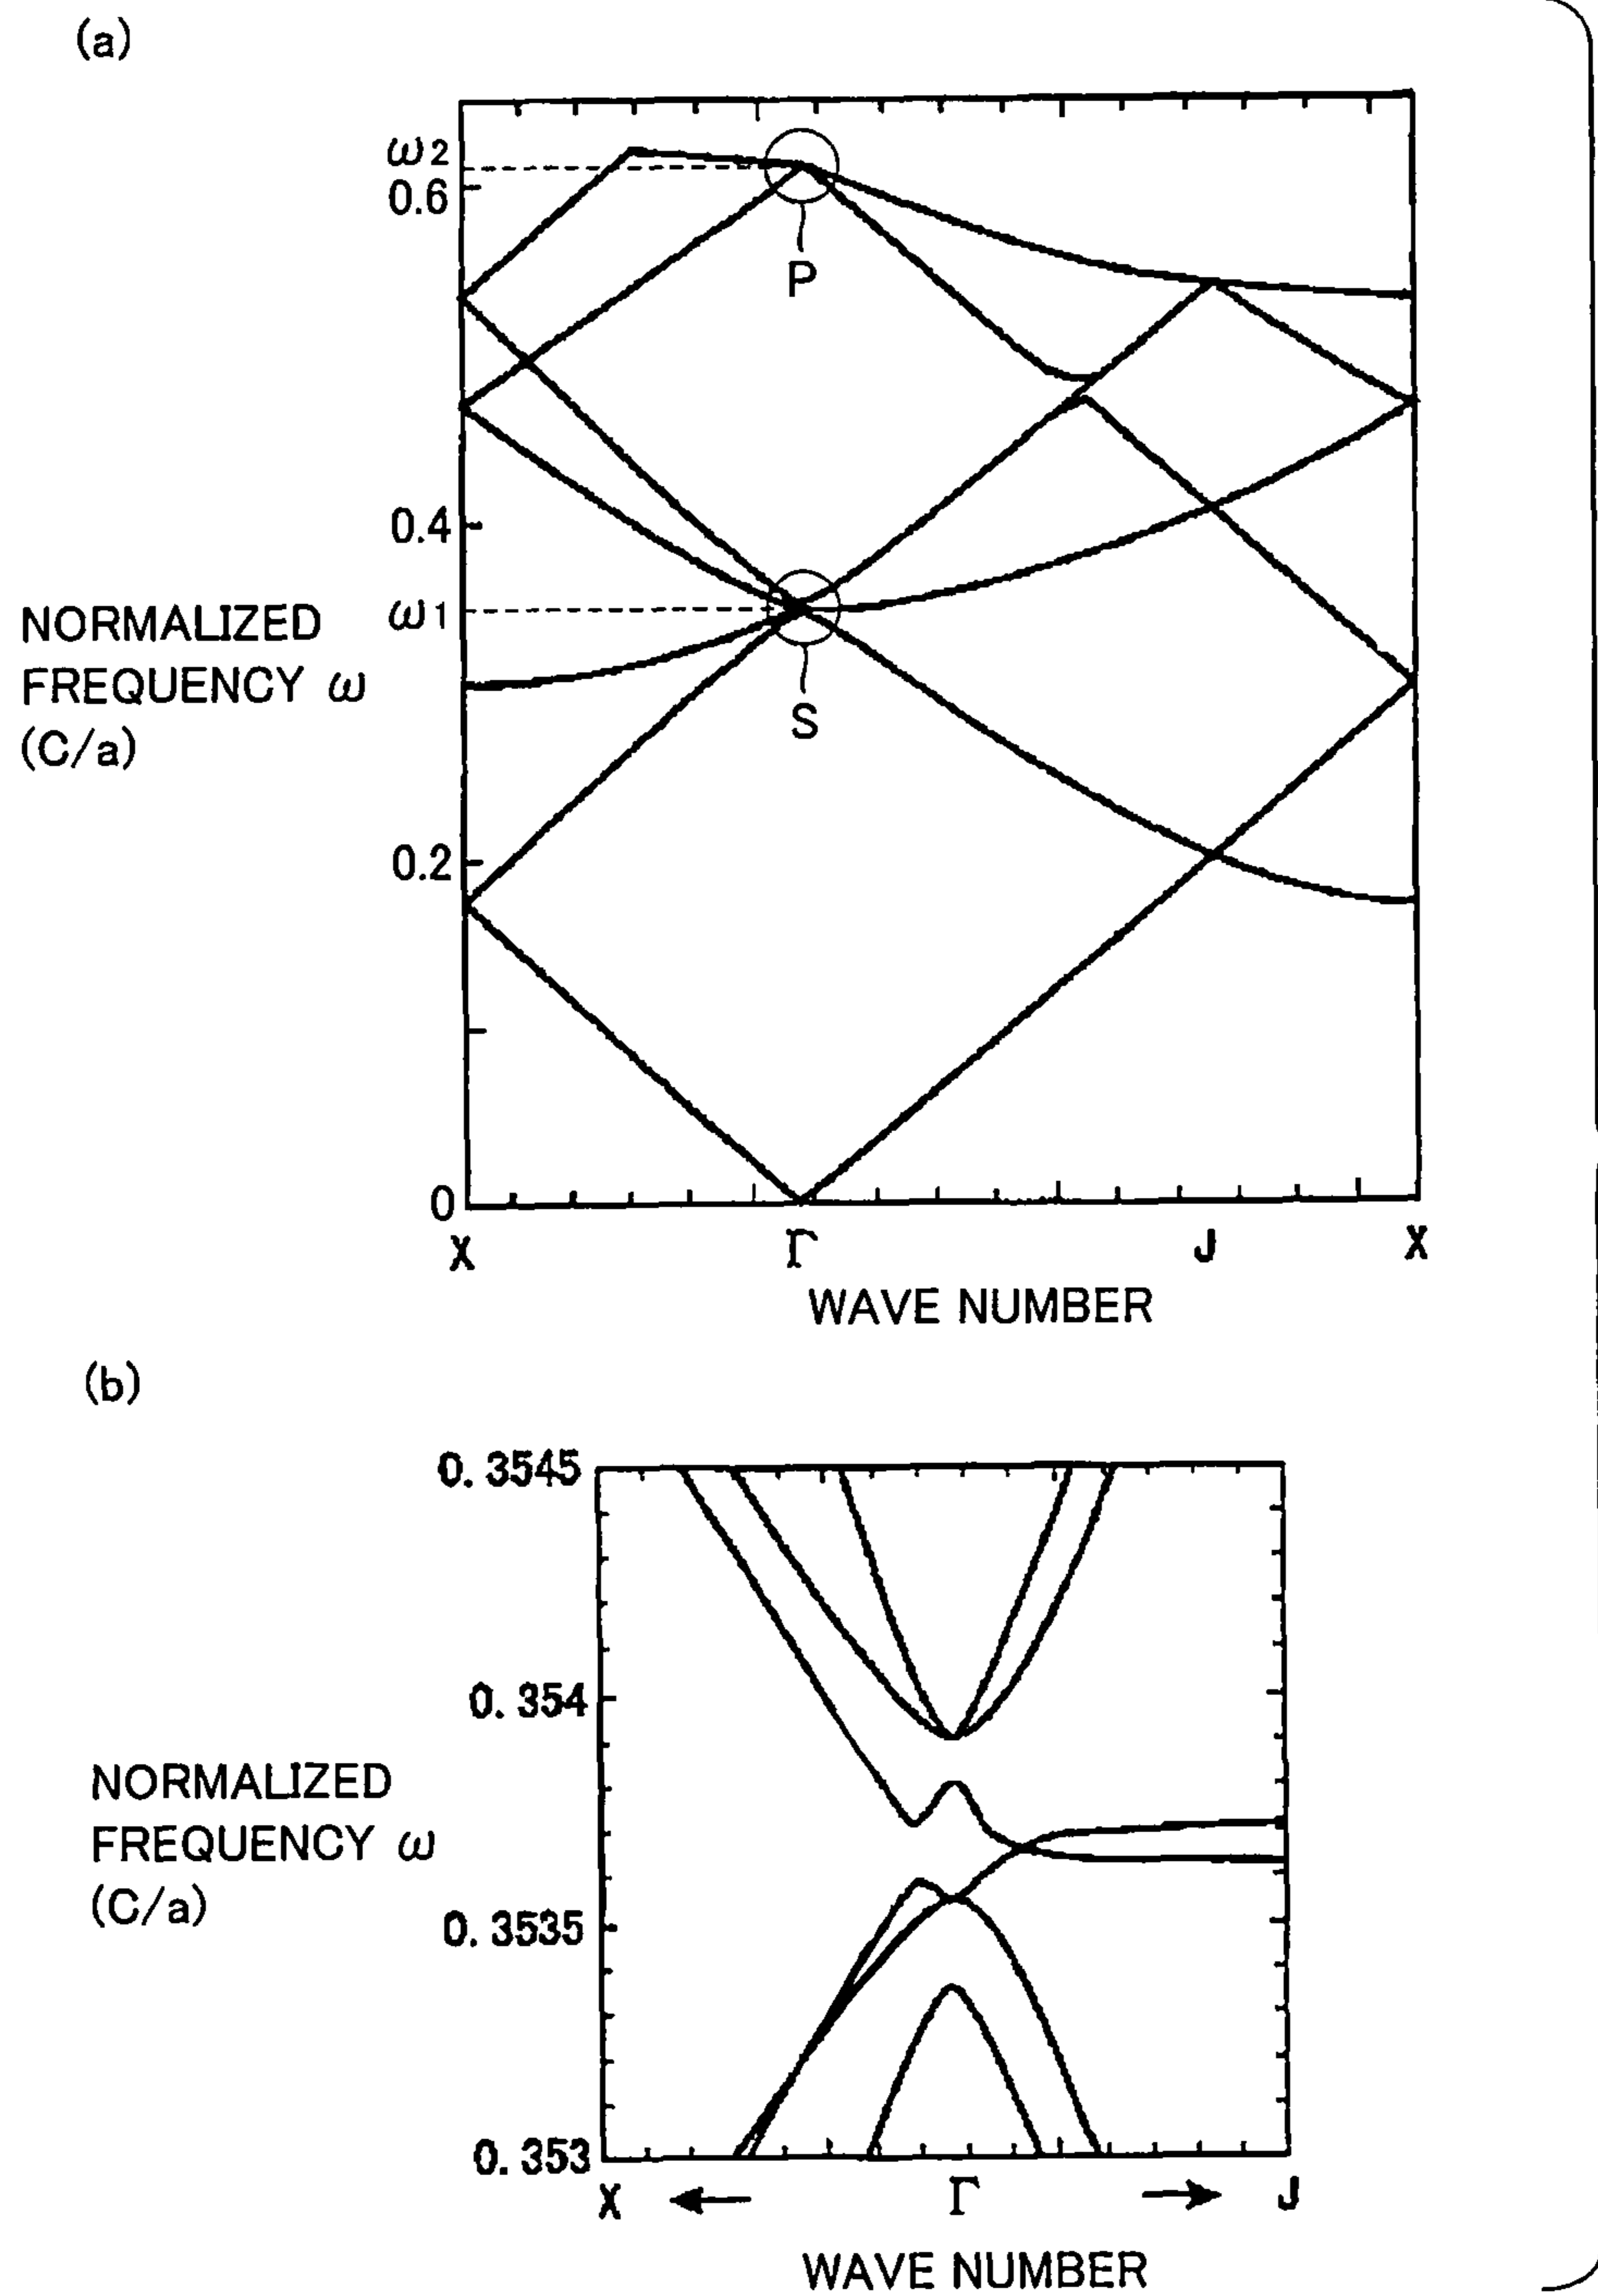 (a)
ω2
0.6
P
0.4
NORMALIZED
FREQUENCY ω
(C/a)
ω1
S
0.2
0
X Γ J X
WAVE NUMBER
(b)
0.3545
0.354
NORMALIZED
FREQUENCY ω
(C/a)
0.3535
0.353
X Γ J
WAVE NUMBER